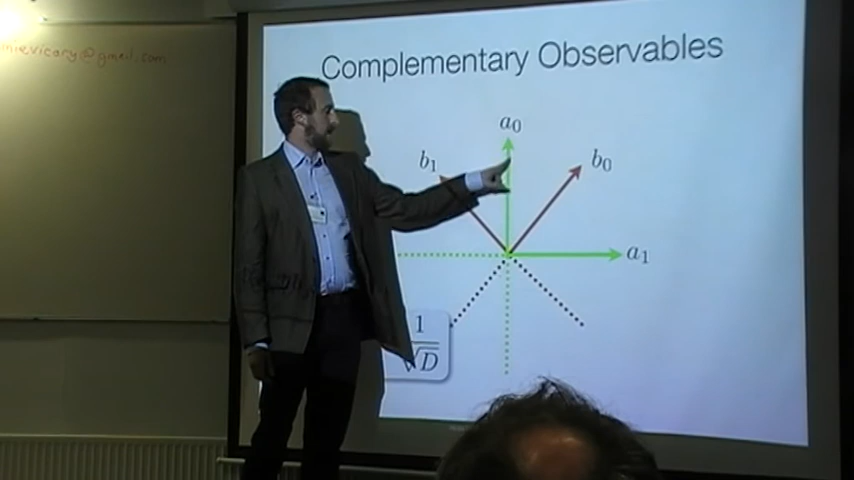 mievicary@gmail.com
Complementary Observables
a₀
b₁
b₀
a₁
1
√D